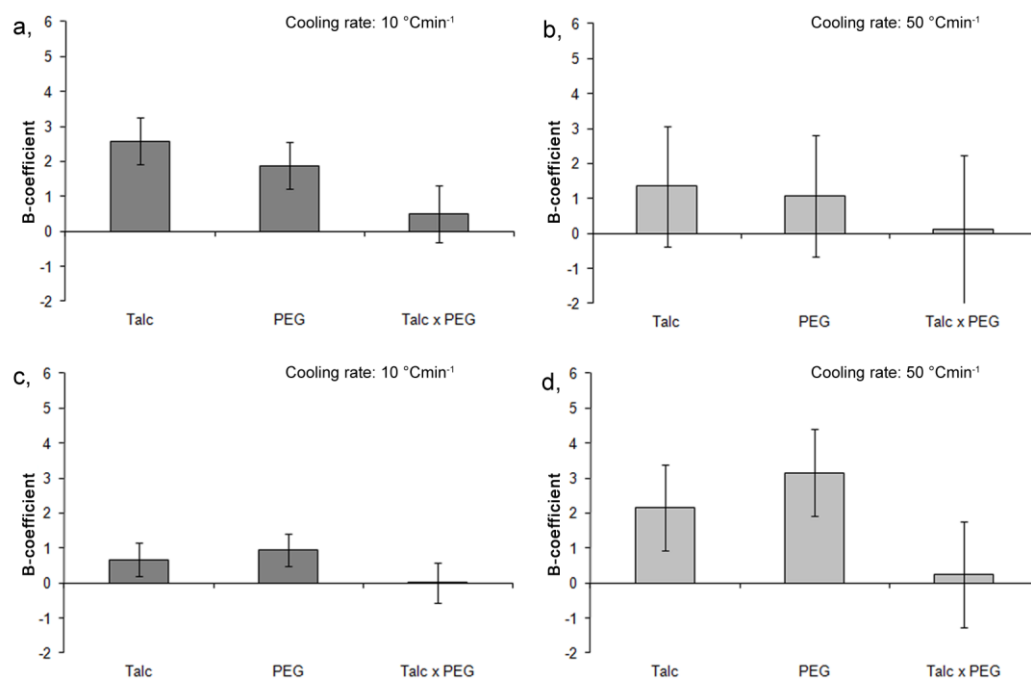 a,
Cooling rate: 10 °Cmin⁻¹
B-coefficient
6
5
4
3
2
1
0
-1
-2
Talc
PEG
Talc x PEG
b,
Cooling rate: 50 °Cmin⁻¹
B-coefficient
6
5
4
3
2
1
0
-1
-2
Talc
PEG
Talc x PEG
c,
Cooling rate: 10 °Cmin⁻¹
B-coefficient
6
5
4
3
2
1
0
-1
-2
Talc
PEG
Talc x PEG
d,
Cooling rate: 50 °Cmin⁻¹
B-coefficient
6
5
4
3
2
1
0
-1
-2
Talc
PEG
Talc x PEG